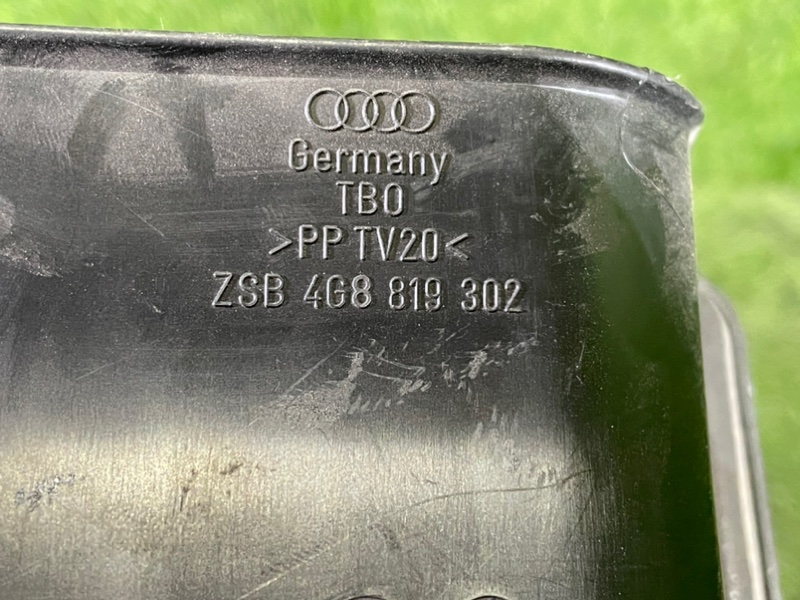 Germany
TBO
>PP TV20<
ZSB 4G8 819 302